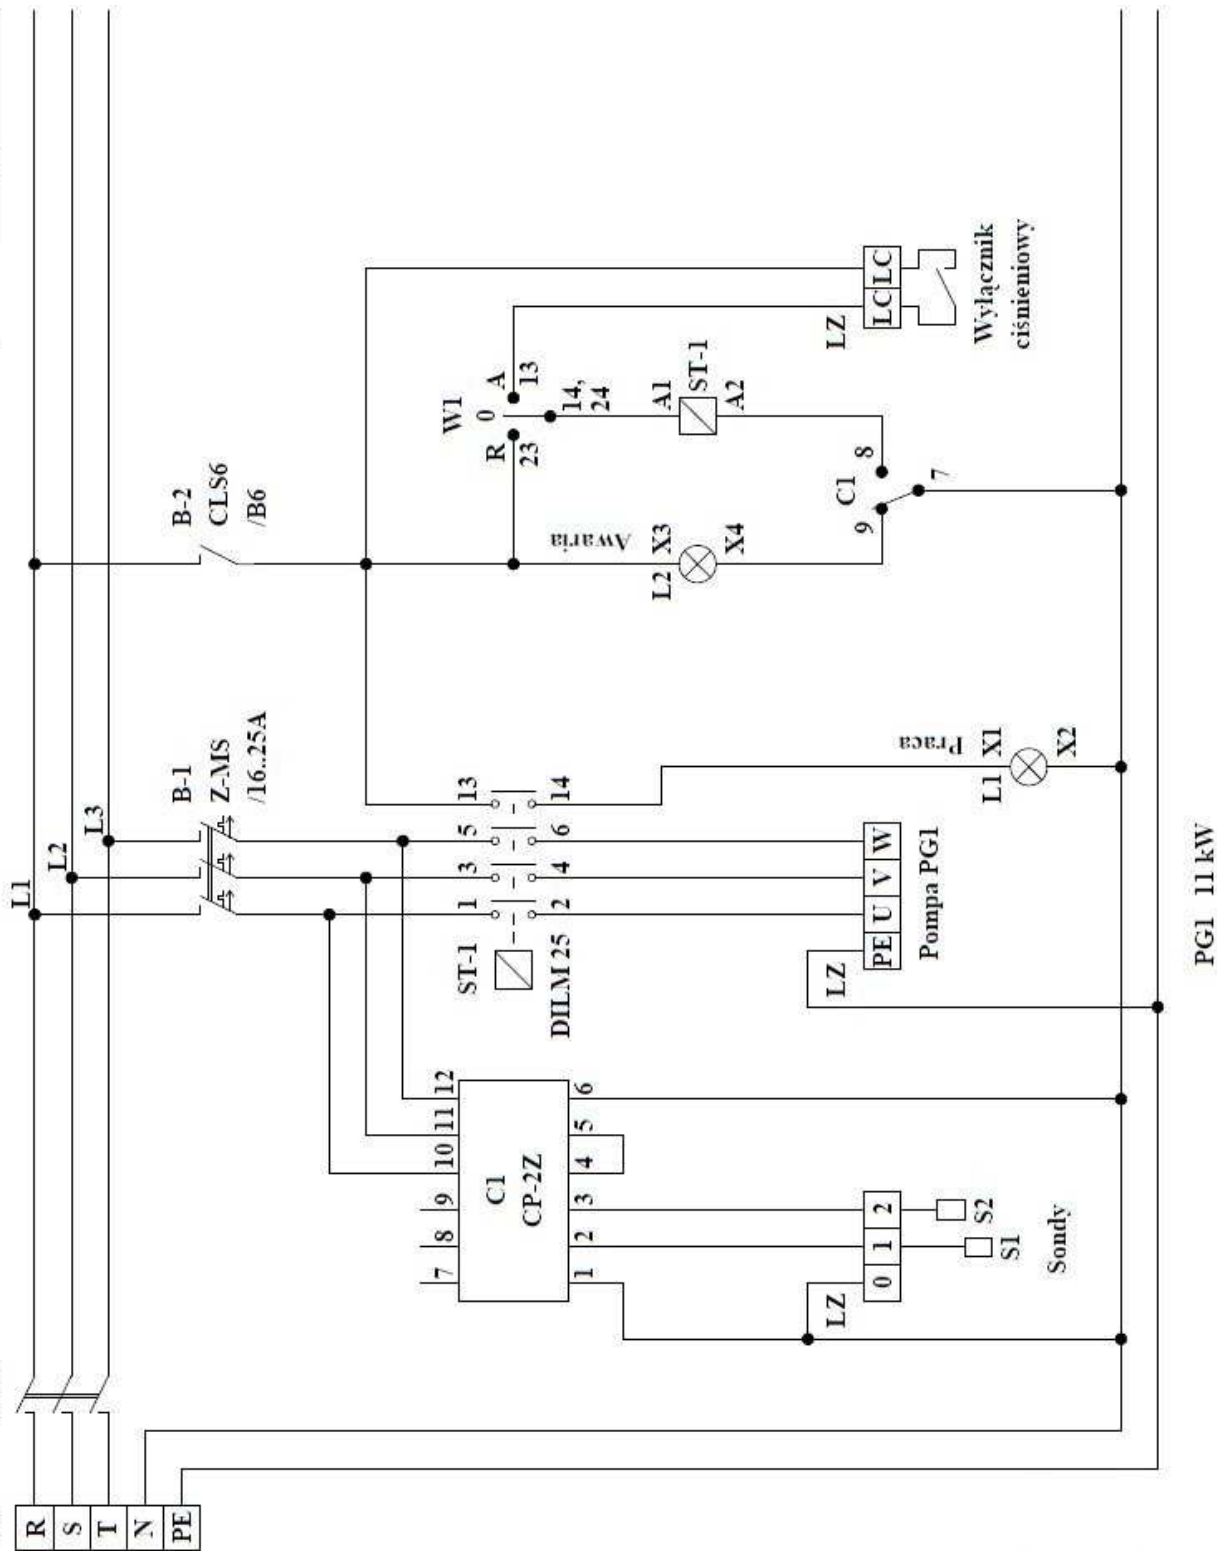 R
S
T
N
PE
L1
L2
L3
B-1
Z-MS
/16..25A
B-2
CLS6
/B6
7 8 9 10 11 12
C1
CP-2Z
1 2 3 4 5 6
ST-1
1 3 5 13
DILM 25
2 4 6 14
W1
R 0 A
23 13
14,
24
Awaria
L2 X3
X4
A1
ST-1
A2
C1
9 8
7
LZ
0 1 2
S1
S2
Sondy
LZ
PE U V W
Pompa PG1
Praca
L1 X1
X2
LZ
LC LC
Wyłącznik
ciśnieniowy
PG1 11 kW